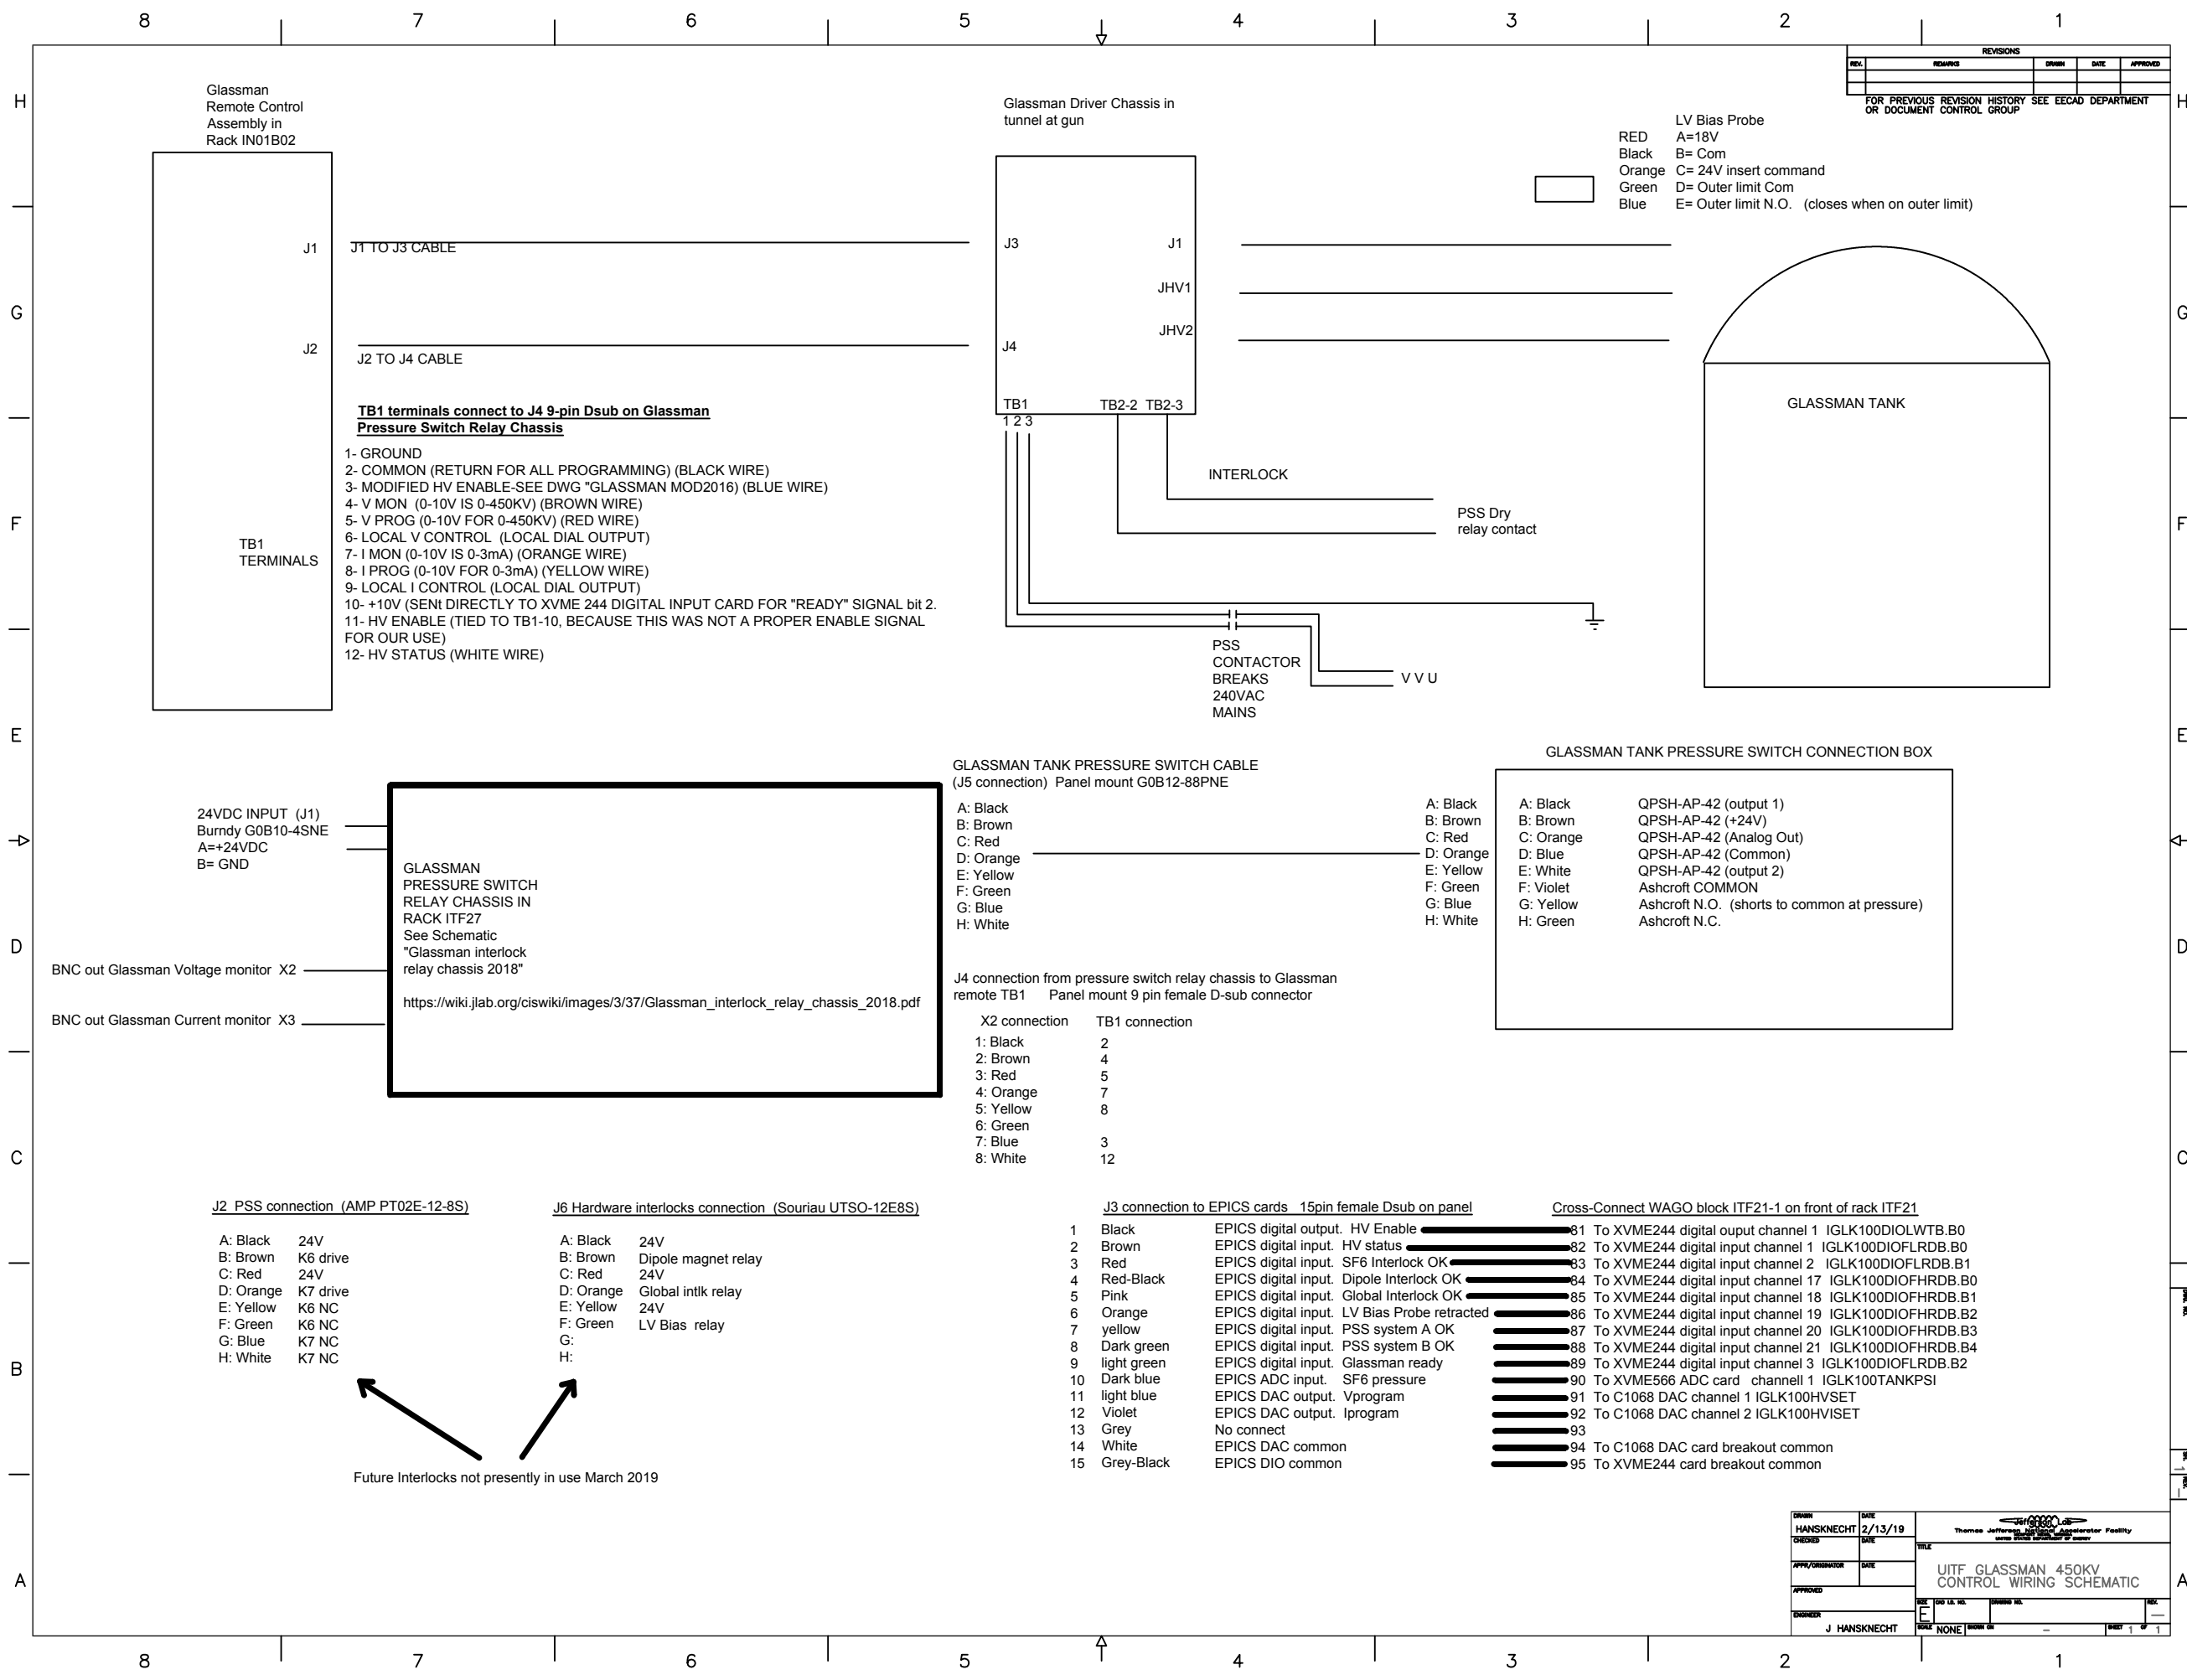 8 7 6 5 4 3 2 1
REVISIONS
REV. REMARKS DRAWN DATE APPROVED
FOR PREVIOUS REVISION HISTORY SEE EECAD DEPARTMENT
OR DOCUMENT CONTROL GROUP
H H
Glassman
Remote Control
Assembly in
Rack IN01B02
Glassman Driver Chassis in
tunnel at gun
LV Bias Probe
RED A=18V
Black B= Com
Orange C= 24V insert command
Green D= Outer limit Com
Blue E= Outer limit N.O. (closes when on outer limit)
J1 J1 TO J3 CABLE J3 J1
JHV1
G G
JHV2
J2 J2 TO J4 CABLE J4
TB1 TB2-2 TB2-3
1 2 3
GLASSMAN TANK
TB1 terminals connect to J4 9-pin Dsub on Glassman
Pressure Switch Relay Chassis
1- GROUND
2- COMMON (RETURN FOR ALL PROGRAMMING) (BLACK WIRE)
3- MODIFIED HV ENABLE-SEE DWG "GLASSMAN MOD2016) (BLUE WIRE)
4- V MON (0-10V IS 0-450KV) (BROWN WIRE)
5- V PROG (0-10V FOR 0-450KV) (RED WIRE)
6- LOCAL V CONTROL (LOCAL DIAL OUTPUT)
7- I MON (0-10V IS 0-3mA) (ORANGE WIRE)
8- I PROG (0-10V FOR 0-3mA) (YELLOW WIRE)
9- LOCAL I CONTROL (LOCAL DIAL OUTPUT)
10- +10V (SENt DIRECTLY TO XVME 244 DIGITAL INPUT CARD FOR "READY" SIGNAL bit 2.
11- HV ENABLE (TIED TO TB1-10, BECAUSE THIS WAS NOT A PROPER ENABLE SIGNAL
FOR OUR USE)
12- HV STATUS (WHITE WIRE)
TB1
TERMINALS
INTERLOCK
PSS Dry
relay contact
F F
PSS
CONTACTOR
BREAKS
240VAC
MAINS
V V U
E E
GLASSMAN TANK PRESSURE SWITCH CABLE
(J5 connection) Panel mount G0B12-88PNE
A: Black
B: Brown
C: Red
D: Orange
E: Yellow
F: Green
G: Blue
H: White
GLASSMAN TANK PRESSURE SWITCH CONNECTION BOX
A: Black A: Black QPSH-AP-42 (output 1)
B: Brown B: Brown QPSH-AP-42 (+24V)
C: Red C: Orange QPSH-AP-42 (Analog Out)
D: Orange D: Blue QPSH-AP-42 (Common)
E: Yellow E: White QPSH-AP-42 (output 2)
F: Green F: Violet Ashcroft COMMON
G: Blue G: Yellow Ashcroft N.O. (shorts to common at pressure)
H: White H: Green Ashcroft N.C.
24VDC INPUT (J1)
Burndy G0B10-4SNE
A=+24VDC
B= GND
GLASSMAN
PRESSURE SWITCH
RELAY CHASSIS IN
RACK ITF27
See Schematic
"Glassman interlock
relay chassis 2018"
https://wiki.jlab.org/ciswiki/images/3/37/Glassman_interlock_relay_chassis_2018.pdf
D D
BNC out Glassman Voltage monitor X2
BNC out Glassman Current monitor X3
J4 connection from pressure switch relay chassis to Glassman
remote TB1 Panel mount 9 pin female D-sub connector
X2 connection TB1 connection
1: Black 2
2: Brown 4
3: Red 5
4: Orange 7
5: Yellow 8
6: Green
7: Blue 3
8: White 12
C C
J2 PSS connection (AMP PT02E-12-8S)
A: Black 24V
B: Brown K6 drive
C: Red 24V
D: Orange K7 drive
E: Yellow K6 NC
F: Green K6 NC
G: Blue K7 NC
H: White K7 NC
J6 Hardware interlocks connection (Souriau UTSO-12E8S)
A: Black 24V
B: Brown Dipole magnet relay
C: Red 24V
D: Orange Global intlk relay
E: Yellow 24V
F: Green LV Bias relay
G:
H:
Future Interlocks not presently in use March 2019
B B
J3 connection to EPICS cards 15pin female Dsub on panel Cross-Connect WAGO block ITF21-1 on front of rack ITF21
1 Black EPICS digital output. HV Enable 81 To XVME244 digital ouput channel 1 IGLK100DIOLWTB.B0
2 Brown EPICS digital input. HV status 82 To XVME244 digital input channel 1 IGLK100DIOFLRDB.B0
3 Red EPICS digital input. SF6 Interlock OK 83 To XVME244 digital input channel 2 IGLK100DIOFLRDB.B1
4 Red-Black EPICS digital input. Dipole Interlock OK 84 To XVME244 digital input channel 17 IGLK100DIOFHRDB.B0
5 Pink EPICS digital input. Global Interlock OK 85 To XVME244 digital input channel 18 IGLK100DIOFHRDB.B1
6 Orange EPICS digital input. LV Bias Probe retracted 86 To XVME244 digital input channel 19 IGLK100DIOFHRDB.B2
7 yellow EPICS digital input. PSS system A OK 87 To XVME244 digital input channel 20 IGLK100DIOFHRDB.B3
8 Dark green EPICS digital input. PSS system B OK 88 To XVME244 digital input channel 21 IGLK100DIOFHRDB.B4
9 light green EPICS digital input. Glassman ready 89 To XVME244 digital input channel 3 IGLK100DIOFLRDB.B2
10 Dark blue EPICS ADC input. SF6 pressure 90 To XVME566 ADC card channell 1 IGLK100TANKPSI
11 light blue EPICS DAC output. Vprogram 91 To C1068 DAC channel 1 IGLK100HVSET
12 Violet EPICS DAC output. Iprogram 92 To C1068 DAC channel 2 IGLK100HVISET
13 Grey No connect 93
14 White EPICS DAC common 94 To C1068 DAC card breakout common
15 Grey-Black EPICS DIO common 95 To XVME244 card breakout common
A A
DRAWN DATE
HANSKNECHT 2/13/19
CHECKED DATE
APPR/ORIGINATOR DATE
APPROVED
ENGINEER
J HANSKNECHT
Jefferson Lab
Thomas Jefferson National Accelerator Facility
TITLE
UITF GLASSMAN 450KV
CONTROL WIRING SCHEMATIC
SIZE CAD I.D. NO. DRAWING NO. REV.
E —
SCALE NONE SHOWN ON – SHEET 1 OF 1
8 7 6 5 4 3 2 1